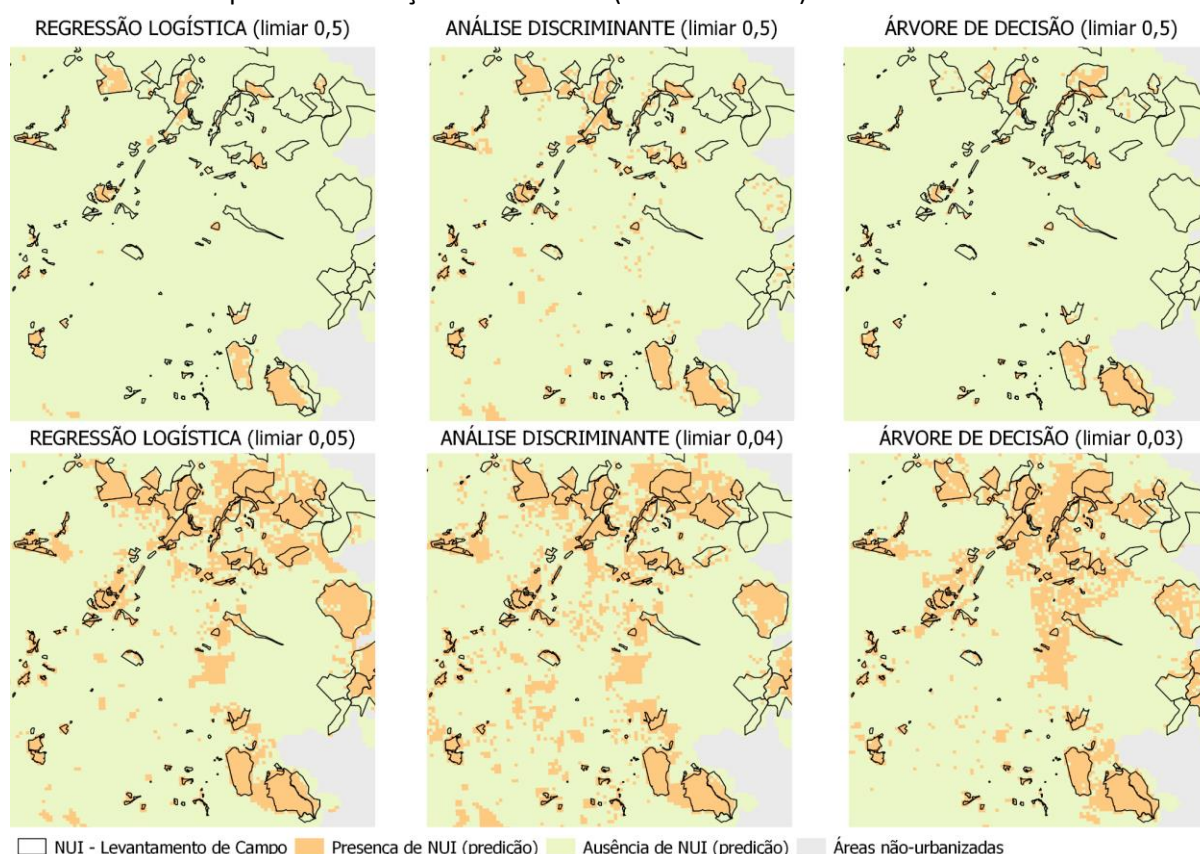 REGRESSÃO LOGÍSTICA (limiar 0,5) ANÁLISE DISCRIMINANTE (limiar 0,5) ÁRVORE DE DECISÃO (limiar 0,5)
REGRESSÃO LOGÍSTICA (limiar 0,05) ANÁLISE DISCRIMINANTE (limiar 0,04) ÁRVORE DE DECISÃO (limiar 0,03)
NUI - Levantamento de Campo Presença de NUI (predição) Ausência de NUI (predição) Áreas não-urbanizadas